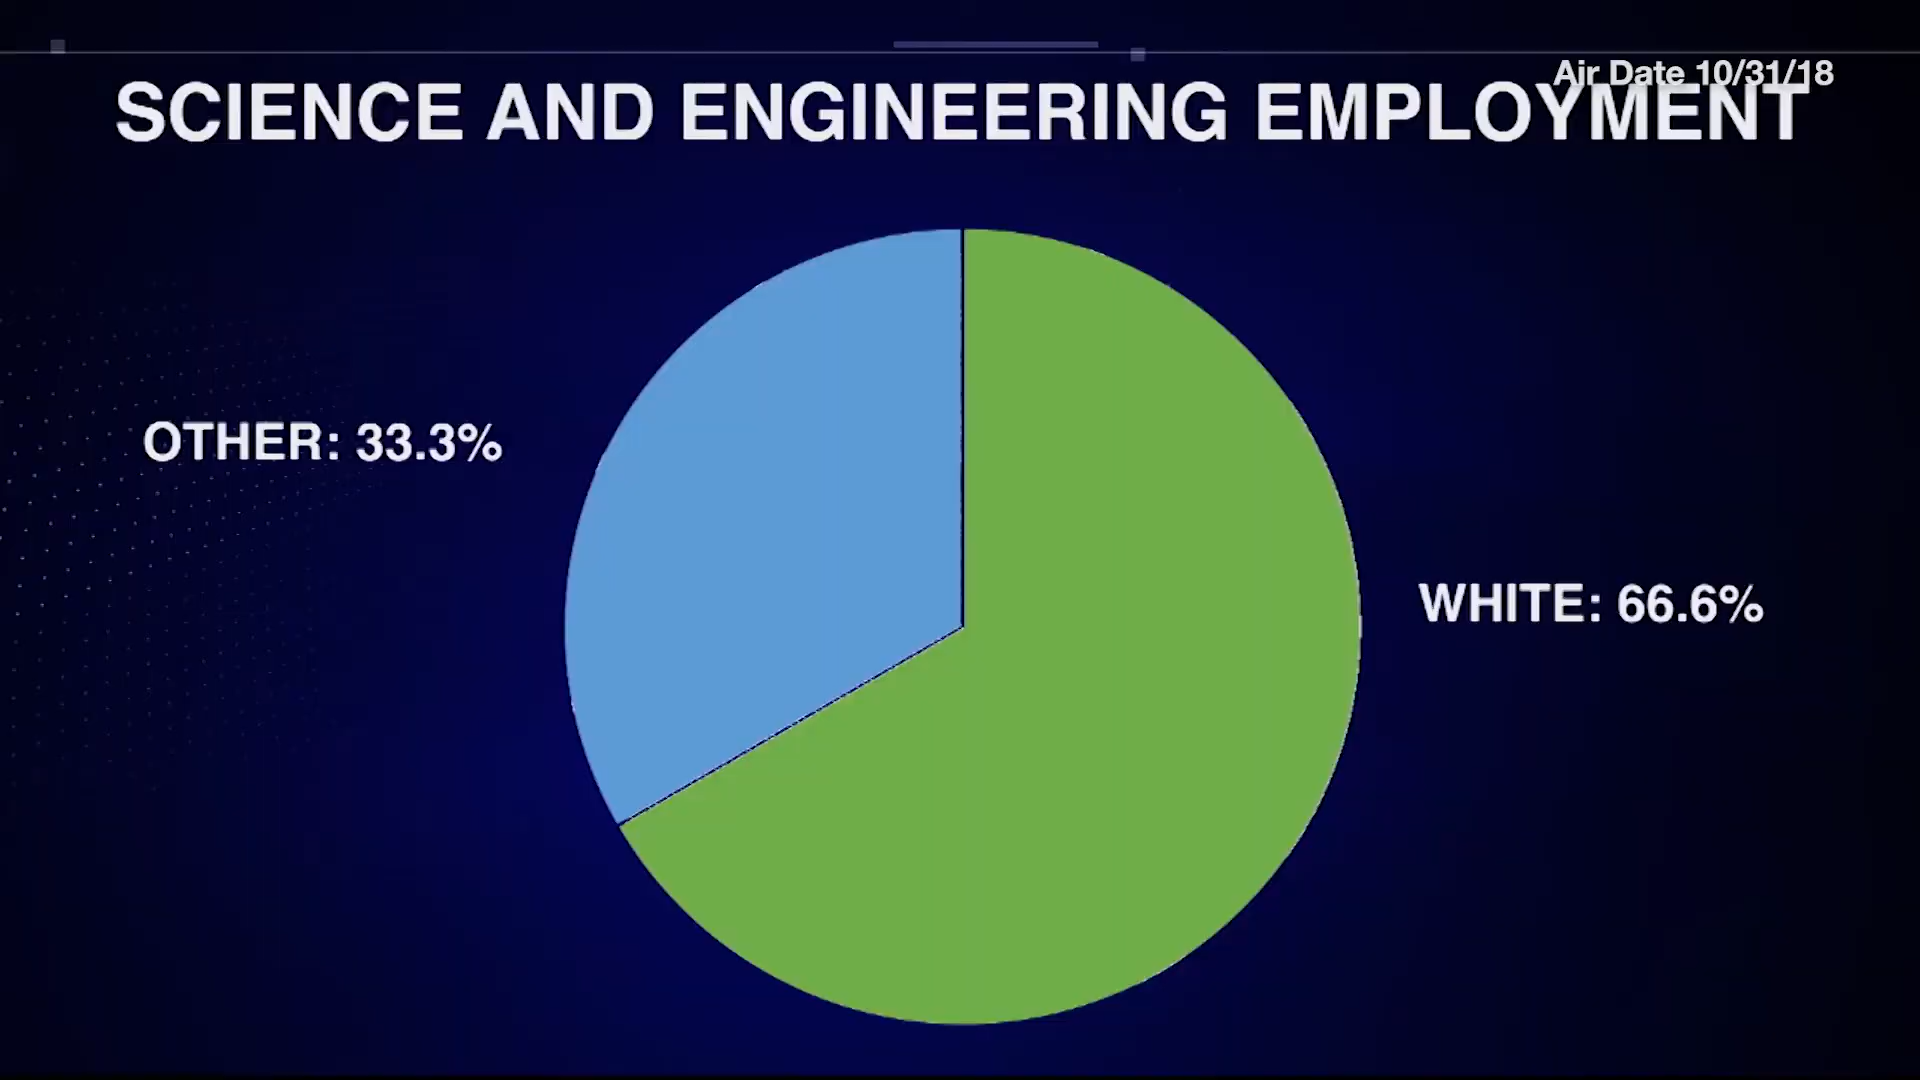 Air Date 10/31/18
SCIENCE AND ENGINEERING EMPLOYMENT
OTHER: 33.3%
WHITE: 66.6%